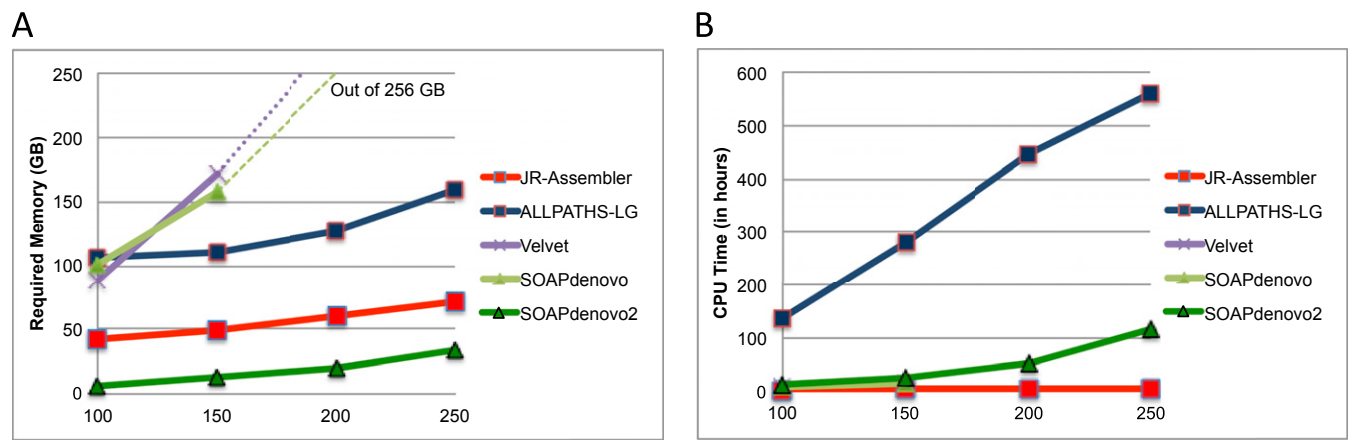 A
250
200
150
100
50
0
Required Memory (GB)
100 150 200 250
Out of 256 GB
JR-Assembler
ALLPATHS-LG
Velvet
SOAPdenovo
SOAPdenovo2
B
600
500
400
300
200
100
0
CPU Time (in hours)
100 150 200 250
JR-Assembler
ALLPATHS-LG
Velvet
SOAPdenovo
SOAPdenovo2